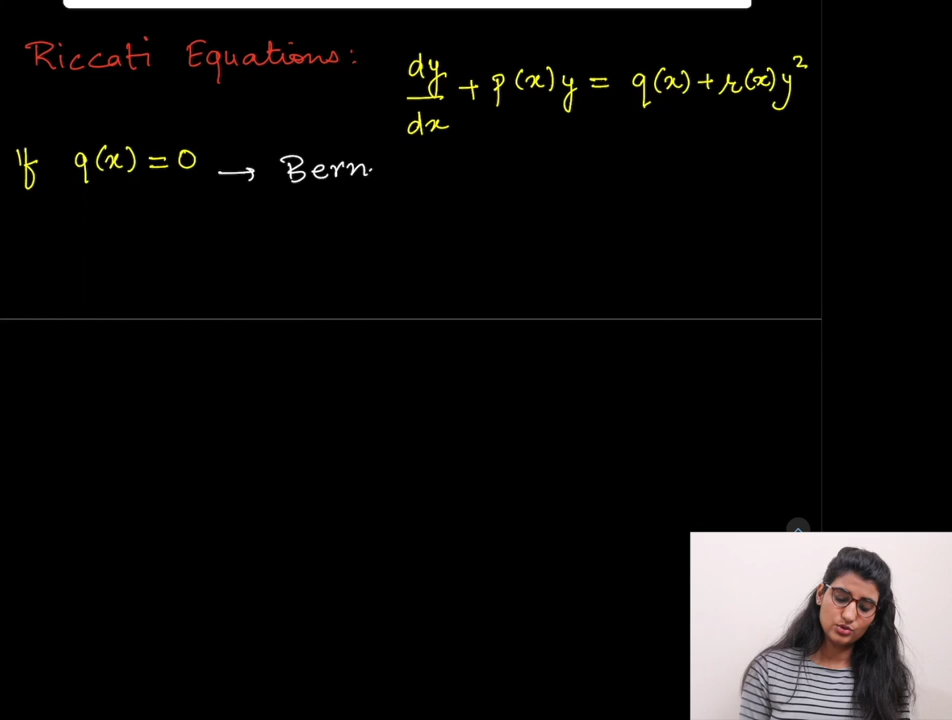 Riccati Equations: dy/dx + p(x)y = q(x) + r(x)y²
If q(x) = 0 → Bern.